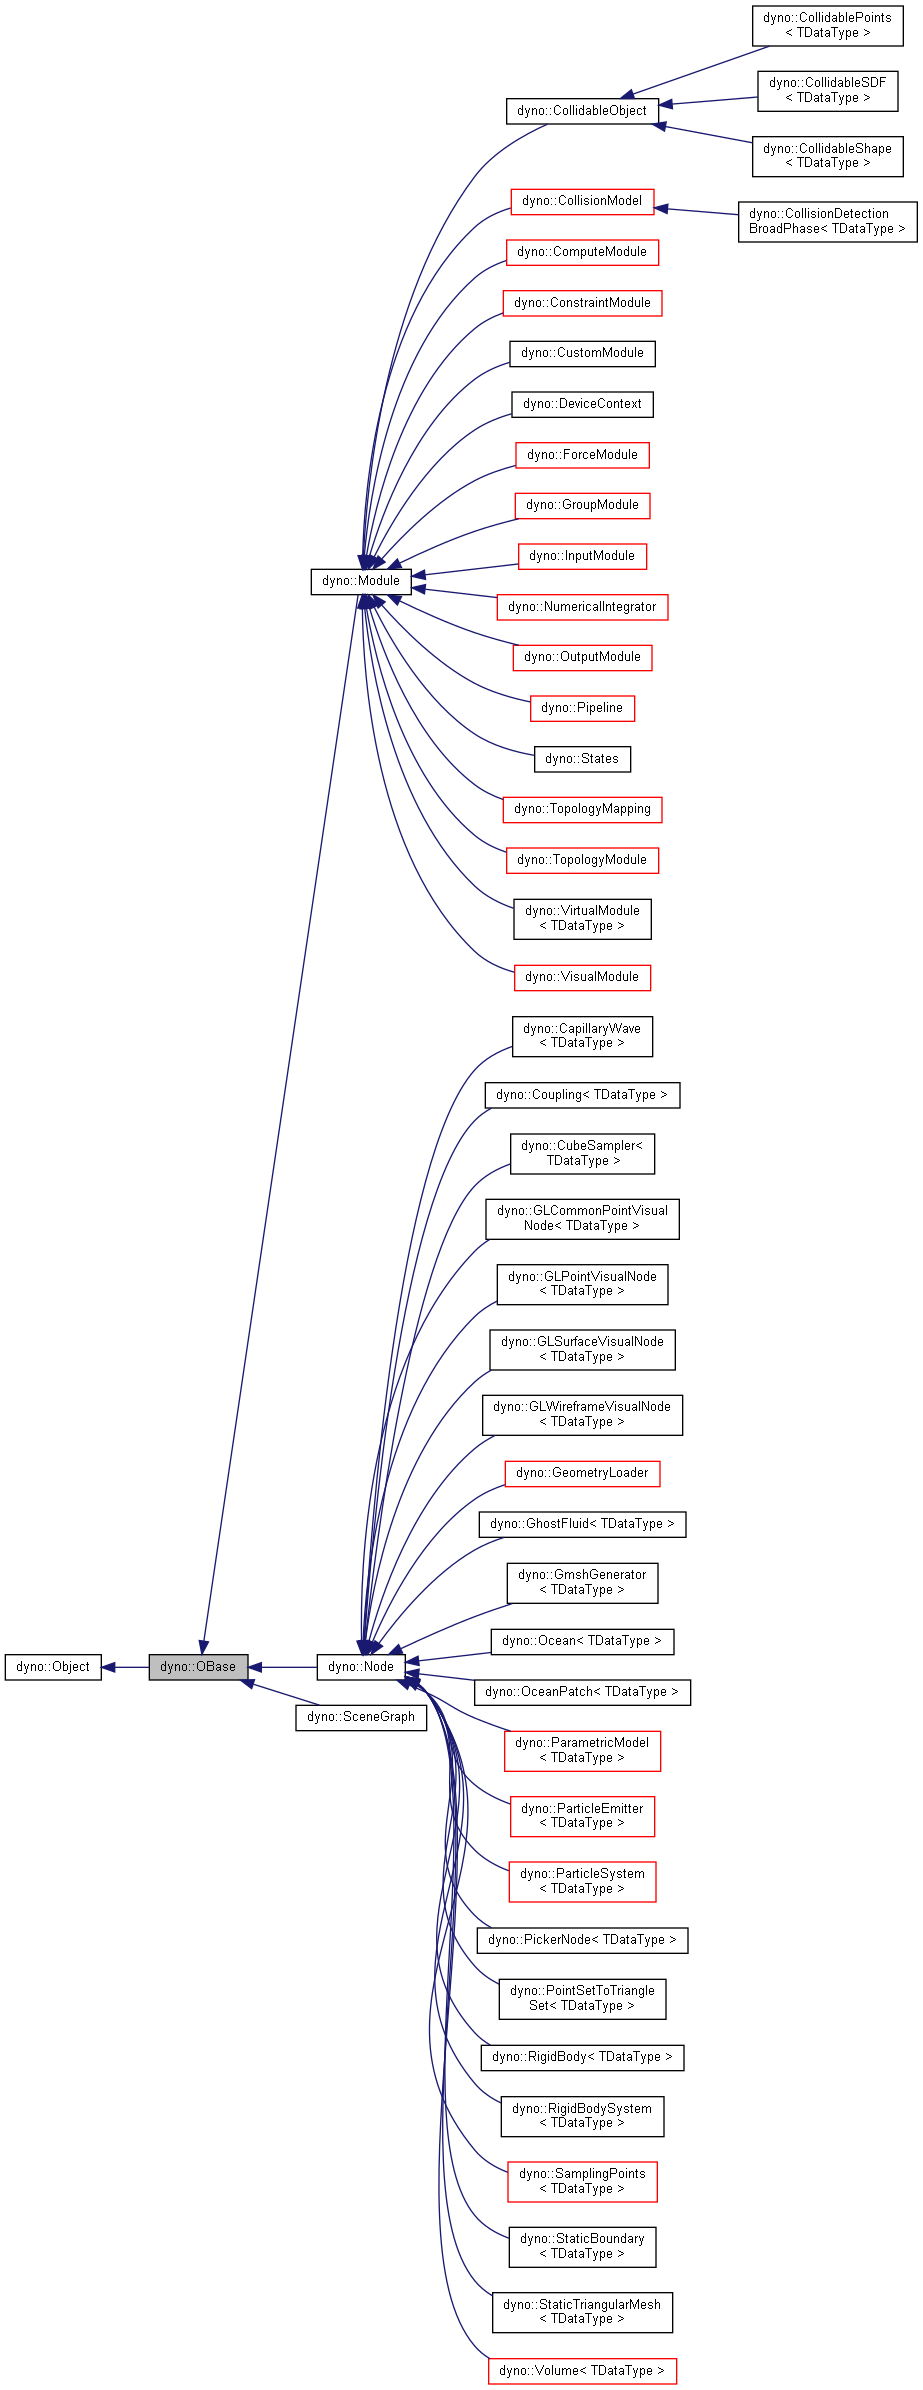 dyno::CollidablePoints
< TDataType >
dyno::CollidableSDF
< TDataType >
dyno::CollidableObject
dyno::CollidableShape
< TDataType >
dyno::CollisionModel
dyno::CollisionDetection
BroadPhase< TDataType >
dyno::ComputeModule
dyno::ConstraintModule
dyno::CustomModule
dyno::DeviceContext
dyno::ForceModule
dyno::GroupModule
dyno::InputModule
dyno::Module
dyno::NumericalIntegrator
dyno::OutputModule
dyno::Pipeline
dyno::States
dyno::TopologyMapping
dyno::TopologyModule
dyno::VirtualModule
< TDataType >
dyno::VisualModule
dyno::CapillaryWave
< TDataType >
dyno::Coupling< TDataType >
dyno::CubeSampler<
TDataType >
dyno::GLCommonPointVisual
Node< TDataType >
dyno::GLPointVisualNode
< TDataType >
dyno::GLSurfaceVisualNode
< TDataType >
dyno::GLWireframeVisualNode
< TDataType >
dyno::GeometryLoader
dyno::GhostFluid< TDataType >
dyno::GmshGenerator
< TDataType >
dyno::Ocean< TDataType >
dyno::Object
dyno::OBase
dyno::Node
dyno::OceanPatch< TDataType >
dyno::SceneGraph
dyno::ParametricModel
< TDataType >
dyno::ParticleEmitter
< TDataType >
dyno::ParticleSystem
< TDataType >
dyno::PickerNode< TDataType >
dyno::PointSetToTriangle
Set< TDataType >
dyno::RigidBody< TDataType >
dyno::RigidBodySystem
< TDataType >
dyno::SamplingPoints
< TDataType >
dyno::StaticBoundary
< TDataType >
dyno::StaticTriangularMesh
< TDataType >
dyno::Volume< TDataType >